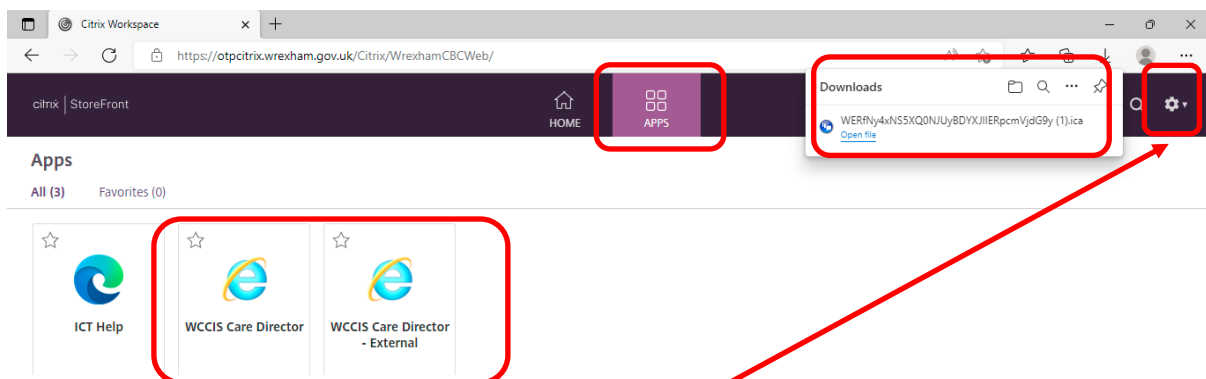 Citrix Workspace
https://otpcitrix.wrexham.gov.uk/Citrix/WrexhamCBCWeb/
citrix | StoreFront
HOME
APPS
Downloads
WERfNy4xNS5XQ0NJUyBDYXJlIERpcmVjdG9y (1).ica
Open file
Apps
All (3) Favorites (0)
ICT Help
WCCIS Care Director
WCCIS Care Director
- External